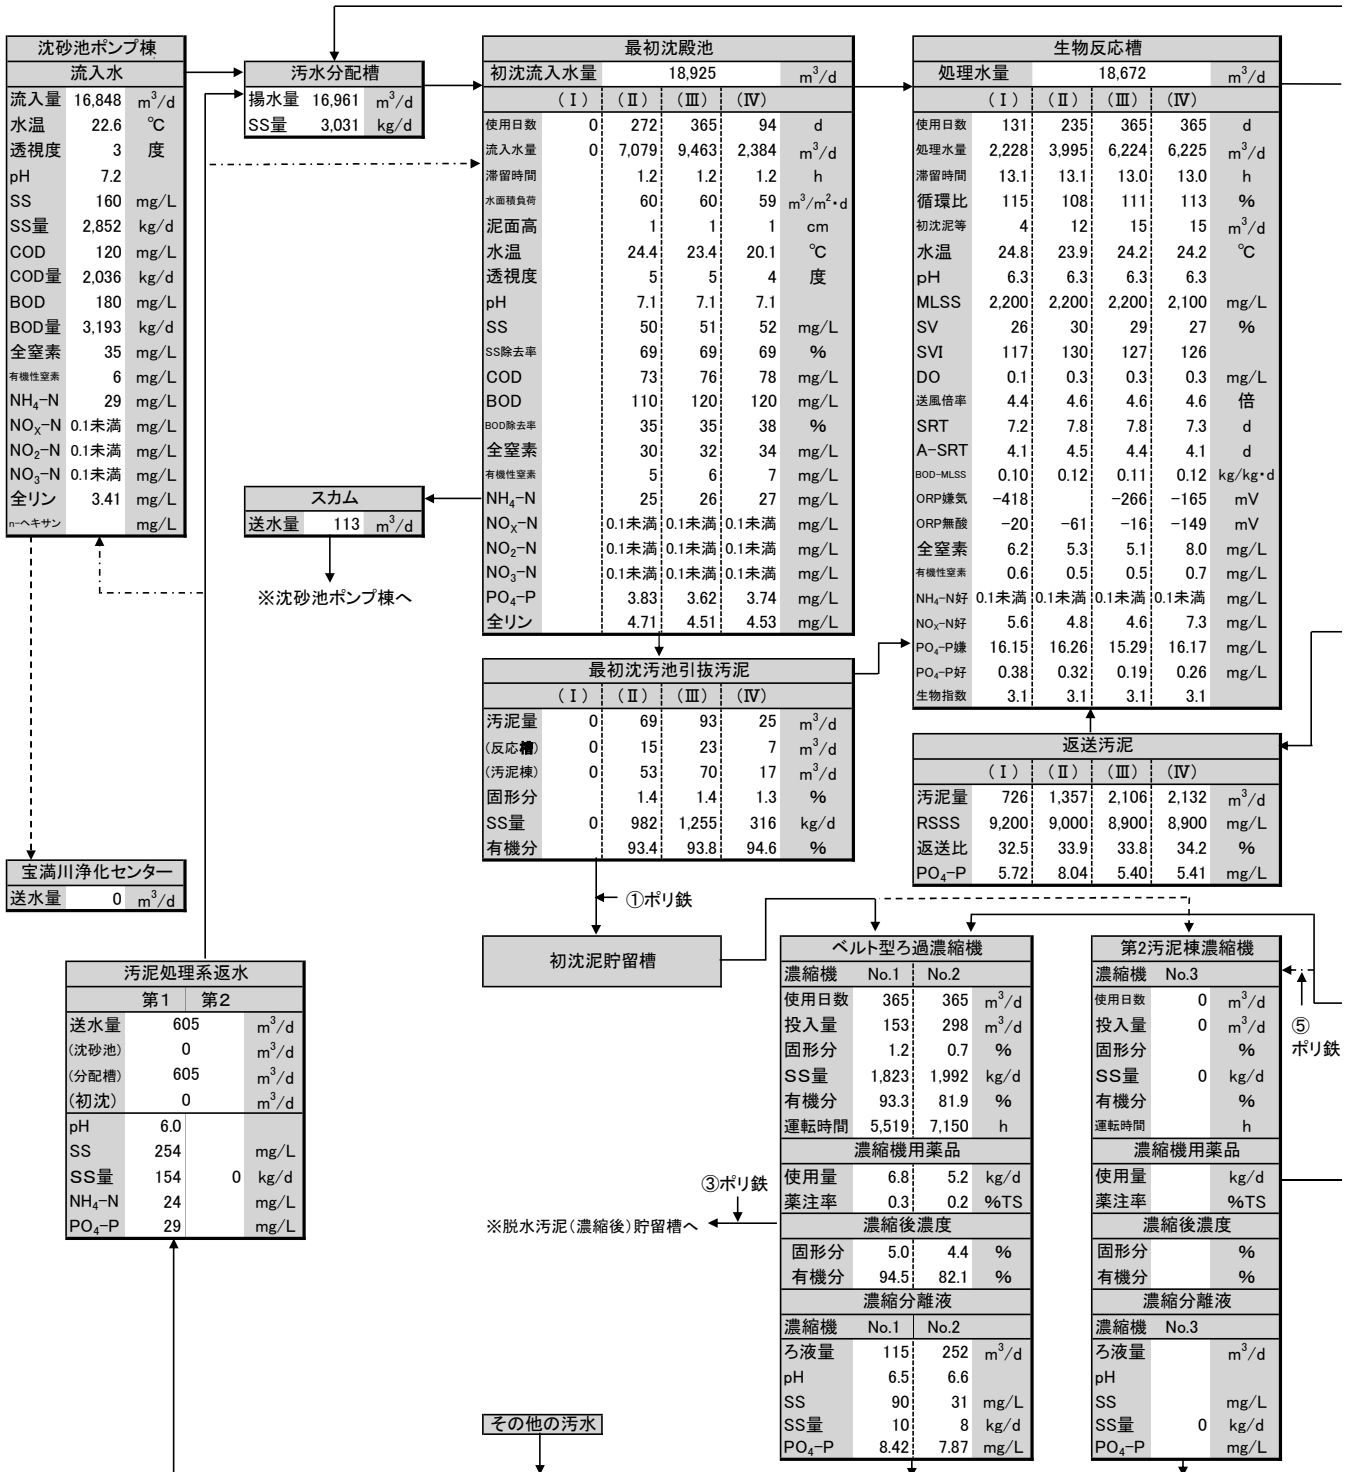 沈砂池ポンプ棟
流入水
流入量 16,848 m³/d
水温 22.6 ℃
透視度 3 度
pH 7.2
SS 160 mg/L
SS量 2,852 kg/d
COD 120 mg/L
COD量 2,036 kg/d
BOD 180 mg/L
BOD量 3,193 kg/d
全窒素 35 mg/L
有機性窒素 6 mg/L
NH₄-N 29 mg/L
NOₓ-N 0.1未満 mg/L
NO₂-N 0.1未満 mg/L
NO₃-N 0.1未満 mg/L
全リン 3.41 mg/L
n-ヘキサン mg/L
汚水分配槽
揚水量 16,961 m³/d
SS量 3,031 kg/d
最初沈殿池
初沈流入水量 18,925 m³/d
(Ⅰ) (Ⅱ) (Ⅲ) (Ⅳ)
使用日数 0 272 365 94 d
流入水量 0 7,079 9,463 2,384 m³/d
滞留時間 1.2 1.2 1.2 h
水面積負荷 60 60 59 m³/m²・d
泥面高 1 1 1 cm
水温 24.4 23.4 20.1 ℃
透視度 5 5 4 度
pH 7.1 7.1 7.1
SS 50 51 52 mg/L
SS除去率 69 69 69 %
COD 73 76 78 mg/L
BOD 110 120 120 mg/L
BOD除去率 35 35 38 %
全窒素 30 32 34 mg/L
有機性窒素 5 6 7 mg/L
NH₄-N 25 26 27 mg/L
NOₓ-N 0.1未満 0.1未満 0.1未満 mg/L
NO₂-N 0.1未満 0.1未満 0.1未満 mg/L
NO₃-N 0.1未満 0.1未満 0.1未満 mg/L
PO₄-P 3.83 3.62 3.74 mg/L
全リン 4.71 4.51 4.53 mg/L
生物反応槽
処理水量 18,672 m³/d
(Ⅰ) (Ⅱ) (Ⅲ) (Ⅳ)
使用日数 131 235 365 365 d
処理水量 2,228 3,995 6,224 6,225 m³/d
滞留時間 13.1 13.1 13.0 13.0 h
循環比 115 108 111 113 %
初沈泥等 4 12 15 15 m³/d
水温 24.8 23.9 24.2 24.2 ℃
pH 6.3 6.3 6.3 6.3
MLSS 2,200 2,200 2,200 2,100 mg/L
SV 26 30 29 27 %
SVI 117 130 127 126
DO 0.1 0.3 0.3 0.3 mg/L
送風倍率 4.4 4.6 4.6 4.6 倍
SRT 7.2 7.8 7.8 7.3 d
A-SRT 4.1 4.5 4.4 4.1 d
BOD-MLSS 0.10 0.12 0.11 0.12 kg/kg・d
ORP嫌気 -418 -266 -165 mV
ORP無酸 -20 -61 -16 -149 mV
全窒素 6.2 5.3 5.1 8.0 mg/L
有機性窒素 0.6 0.5 0.5 0.7 mg/L
NH₄-N好 0.1未満 0.1未満 0.1未満 0.1未満 mg/L
NOₓ-N好 5.6 4.8 4.6 7.3 mg/L
PO₄-P嫌 16.15 16.26 15.29 16.17 mg/L
PO₄-P好 0.38 0.32 0.19 0.26 mg/L
生物指数 3.1 3.1 3.1 3.1
スカム
送水量 113 m³/d
※沈砂池ポンプ棟へ
最初沈汚池引抜汚泥
(Ⅰ) (Ⅱ) (Ⅲ) (Ⅳ)
汚泥量 0 69 93 25 m³/d
(反応槽) 0 15 23 7 m³/d
(汚泥棟) 0 53 70 17 m³/d
固形分 1.4 1.4 1.3 %
SS量 0 982 1,255 316 kg/d
有機分 93.4 93.8 94.6 %
返送汚泥
(Ⅰ) (Ⅱ) (Ⅲ) (Ⅳ)
汚泥量 726 1,357 2,106 2,132 m³/d
RSSS 9,200 9,000 8,900 8,900 mg/L
返送比 32.5 33.9 33.8 34.2 %
PO₄-P 5.72 8.04 5.40 5.41 mg/L
宝満川浄化センター
送水量 0 m³/d
①ポリ鉄
初沈泥貯留槽
汚泥処理系返水
第1 第2
送水量 605 m³/d
(沈砂池) 0 m³/d
(分配槽) 605 m³/d
(初沈) 0 m³/d
pH 6.0
SS 254 mg/L
SS量 154 0 kg/d
NH₄-N 24 mg/L
PO₄-P 29 mg/L
ベルト型ろ過濃縮機
濃縮機 No.1 No.2
使用日数 365 365 m³/d
投入量 153 298 m³/d
固形分 1.2 0.7 %
SS量 1,823 1,992 kg/d
有機分 93.3 81.9 %
運転時間 5,519 7,150 h
濃縮機用薬品
使用量 6.8 5.2 kg/d
薬注率 0.3 0.2 %TS
濃縮後濃度
固形分 5.0 4.4 %
有機分 94.5 82.1 %
濃縮分離液
濃縮機 No.1 No.2
ろ液量 115 252 m³/d
pH 6.5 6.6
SS 90 31 mg/L
SS量 10 8 kg/d
PO₄-P 8.42 7.87 mg/L
③ポリ鉄
※脱水汚泥(濃縮後)貯留槽へ
第2汚泥棟濃縮機
濃縮機 No.3
使用日数 0 m³/d
投入量 0 m³/d
固形分 %
SS量 0 kg/d
有機分 %
運転時間 h
濃縮機用薬品
使用量 kg/d
薬注率 %TS
濃縮後濃度
固形分 %
有機分 %
濃縮分離液
濃縮機 No.3
ろ液量 m³/d
pH
SS mg/L
SS量 0 kg/d
PO₄-P mg/L
⑤
ポリ鉄
その他の汚水